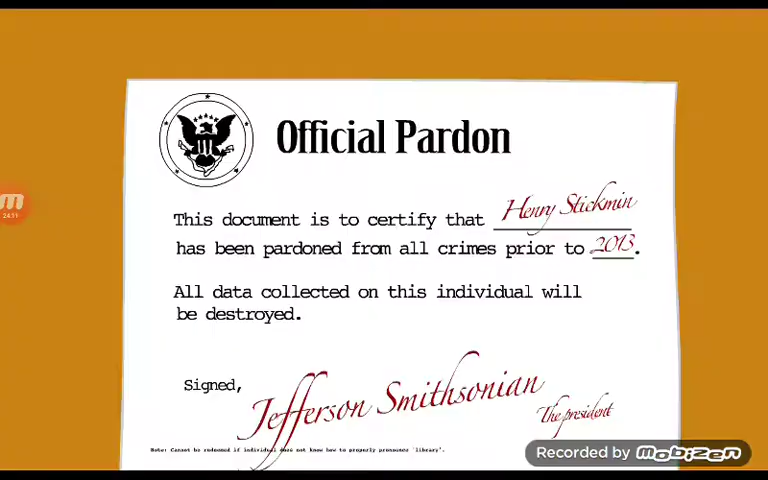 Official Pardon
This document is to certify that Henry Stickmin
has been pardoned from all crimes prior to 2013.
All data collected on this individual will
be destroyed.
Signed,
Jefferson Smithsonian
The president
Note: Cannot be redeemed if individual does not know how to properly pronounce 'library'.
24:11
Recorded by MOBIZEN